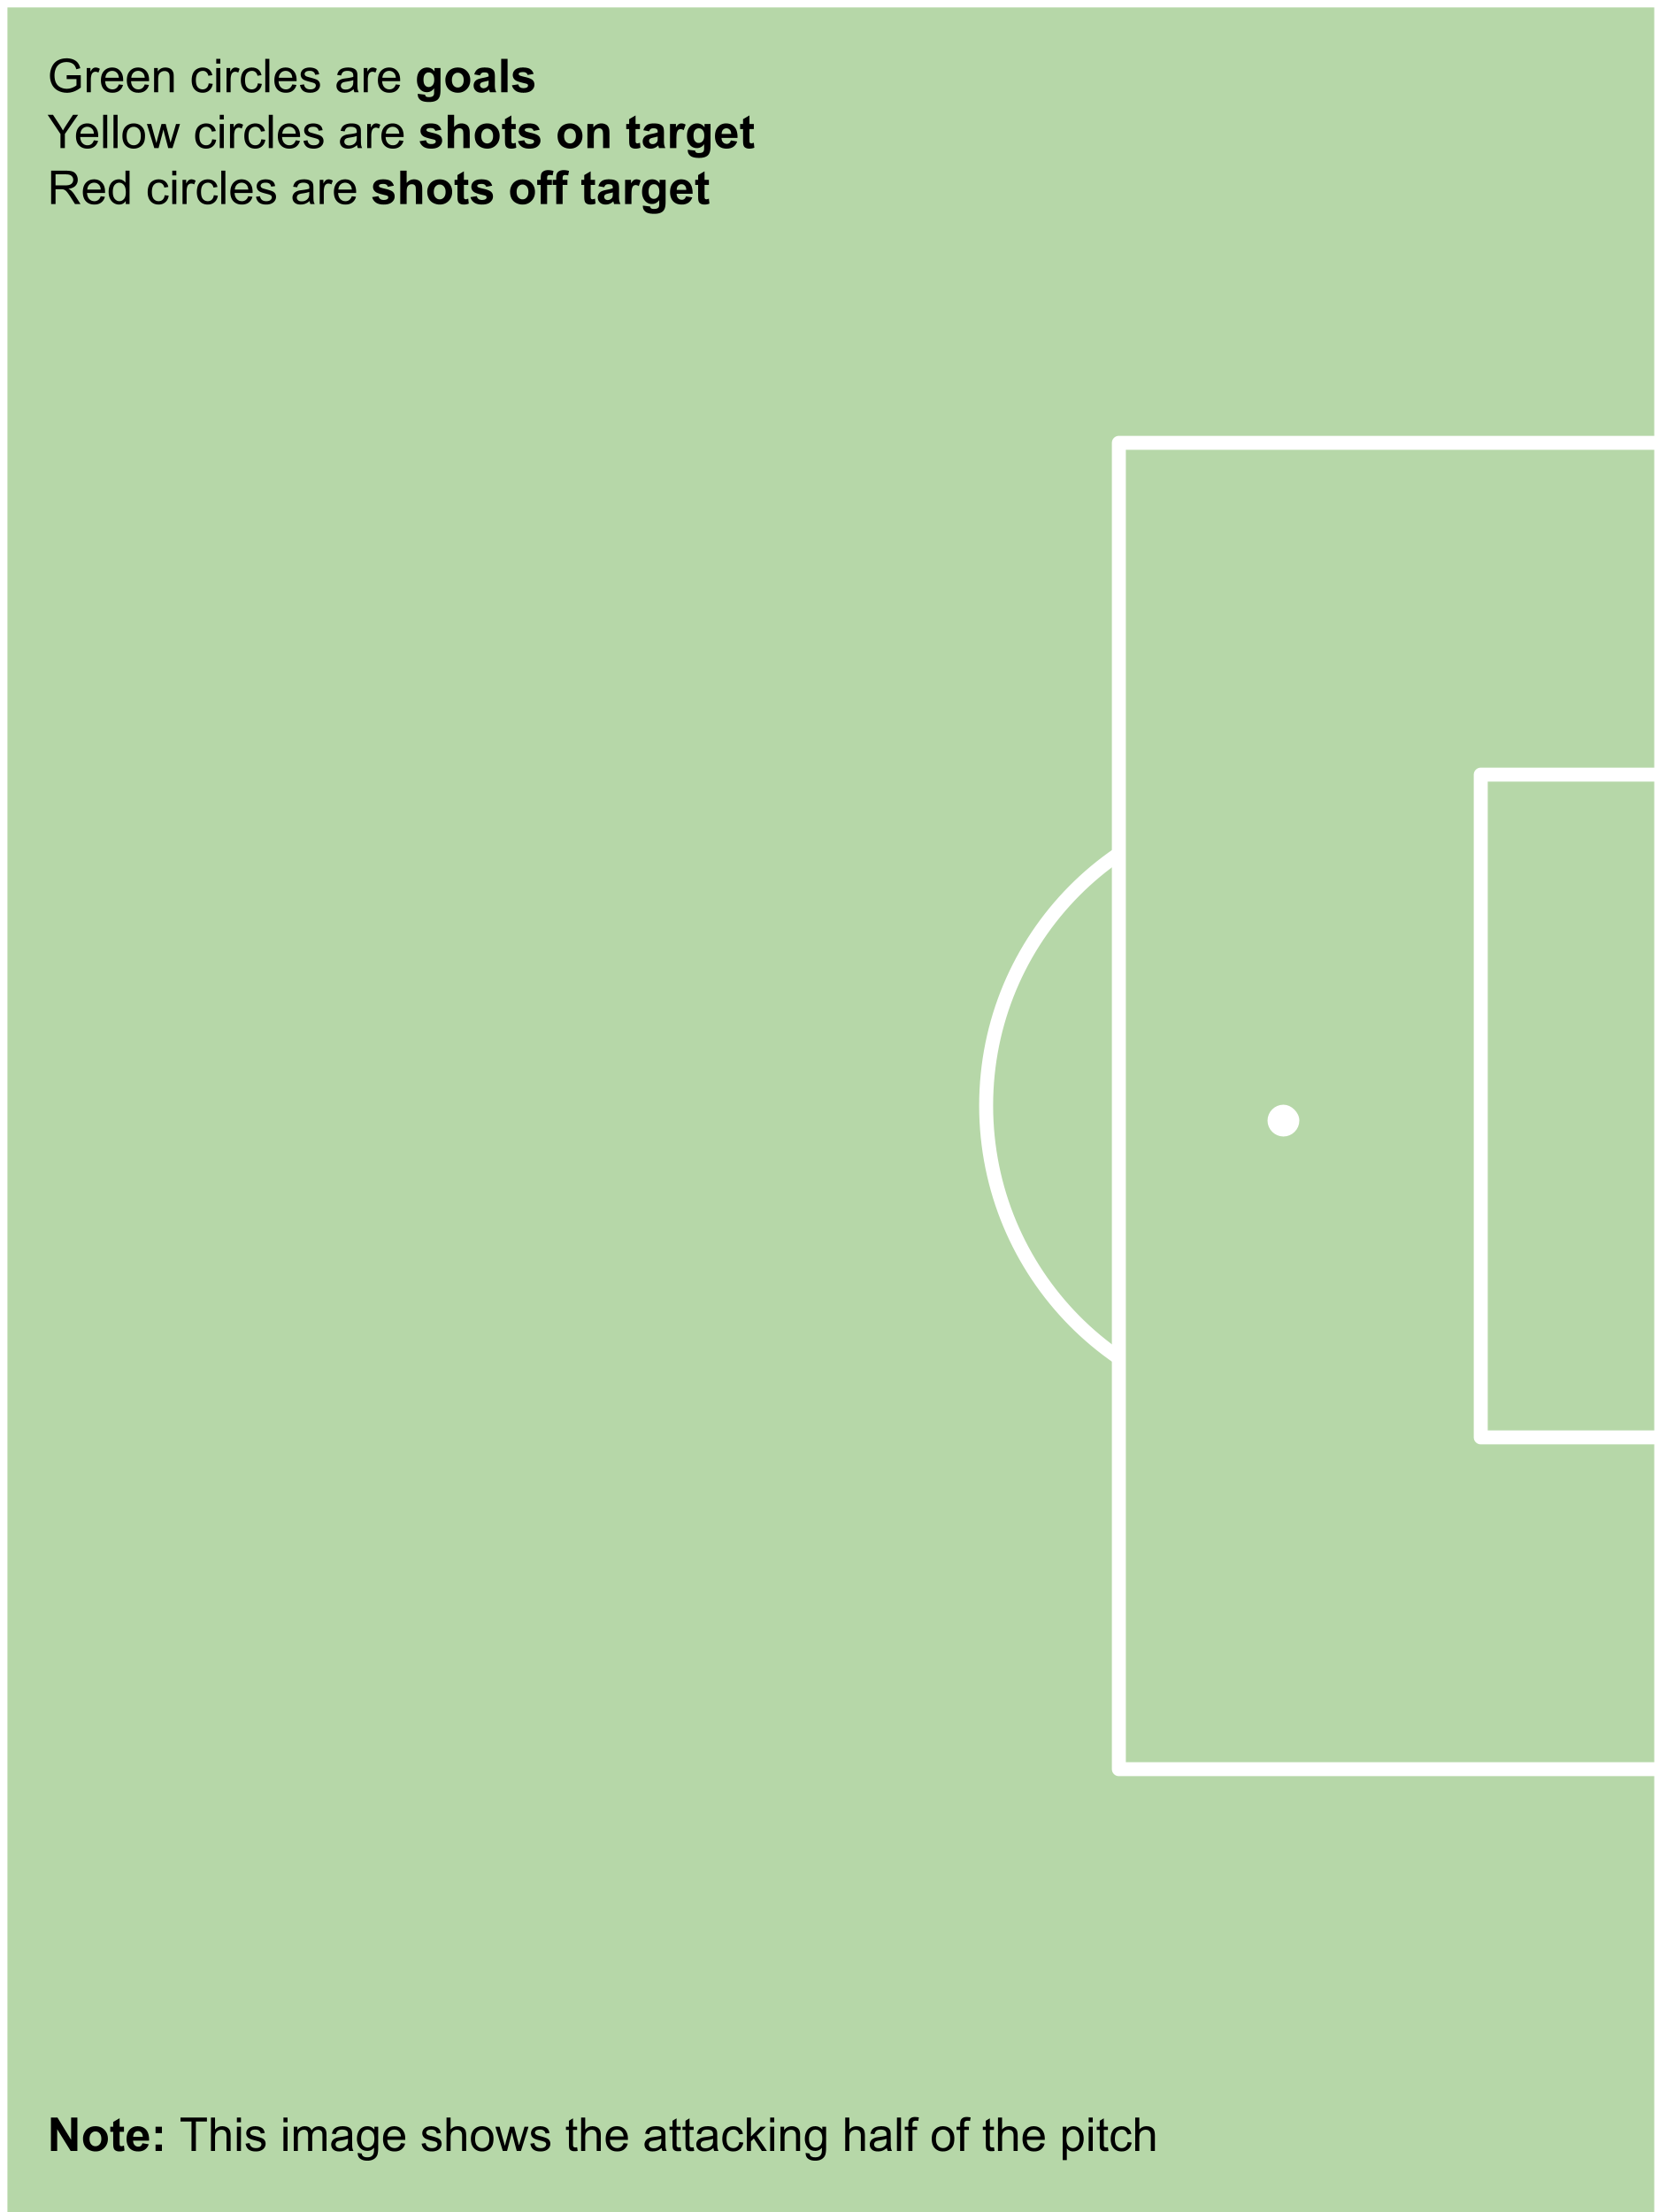 Green circles are goals
Yellow circles are shots on target
Red circles are shots off target
Note: This image shows the attacking half of the pitch